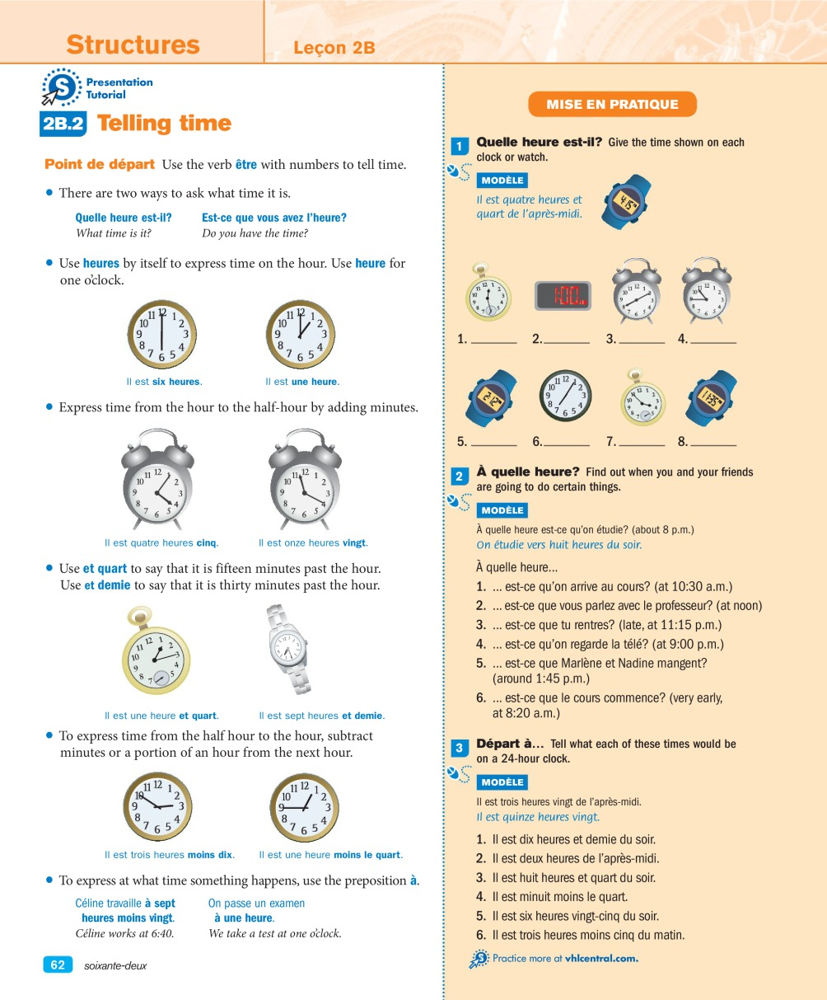 Structures
Leçon 2B
Presentation
Tutorial
2B.2 Telling time
Point de départ Use the verb être with numbers to tell time.
• There are two ways to ask what time it is.
Quelle heure est-il? Est-ce que vous avez l'heure?
What time is it? Do you have the time?
• Use heures by itself to express time on the hour. Use heure for
one o'clock.
Il est six heures. Il est une heure.
• Express time from the hour to the half-hour by adding minutes.
Il est quatre heures cinq. Il est onze heures vingt.
• Use et quart to say that it is fifteen minutes past the hour.
Use et demie to say that it is thirty minutes past the hour.
Il est une heure et quart. Il est sept heures et demie.
• To express time from the half hour to the hour, subtract
minutes or a portion of an hour from the next hour.
Il est trois heures moins dix. Il est une heure moins le quart.
• To express at what time something happens, use the preposition à.
Céline travaille à sept
heures moins vingt.
Céline works at 6:40.
On passe un examen
à une heure.
We take a test at one o'clock.
62 soixante-deux
MISE EN PRATIQUE
1 Quelle heure est-il? Give the time shown on each
clock or watch.
MODÈLE
Il est quatre heures et
quart de l'après-midi.
4:15
1:00
1. 2. 3. 4.
2:12
11:35
5. 6. 7. 8.
2 À quelle heure? Find out when you and your friends
are going to do certain things.
MODÈLE
À quelle heure est-ce qu'on étudie? (about 8 p.m.)
On étudie vers huit heures du soir.
À quelle heure...
1. ... est-ce qu'on arrive au cours? (at 10:30 a.m.)
2. ... est-ce que vous parlez avec le professeur? (at noon)
3. ... est-ce que tu rentres? (late, at 11:15 p.m.)
4. ... est-ce qu'on regarde la télé? (at 9:00 p.m.)
5. ... est-ce que Marlène et Nadine mangent?
(around 1:45 p.m.)
6. ... est-ce que le cours commence? (very early,
at 8:20 a.m.)
3 Départ à... Tell what each of these times would be
on a 24-hour clock.
MODÈLE
Il est trois heures vingt de l'après-midi.
Il est quinze heures vingt.
1. Il est dix heures et demie du soir.
2. Il est deux heures de l'après-midi.
3. Il est huit heures et quart du soir.
4. Il est minuit moins le quart.
5. Il est six heures vingt-cinq du soir.
6. Il est trois heures moins cinq du matin.
Practice more at vhlcentral.com.